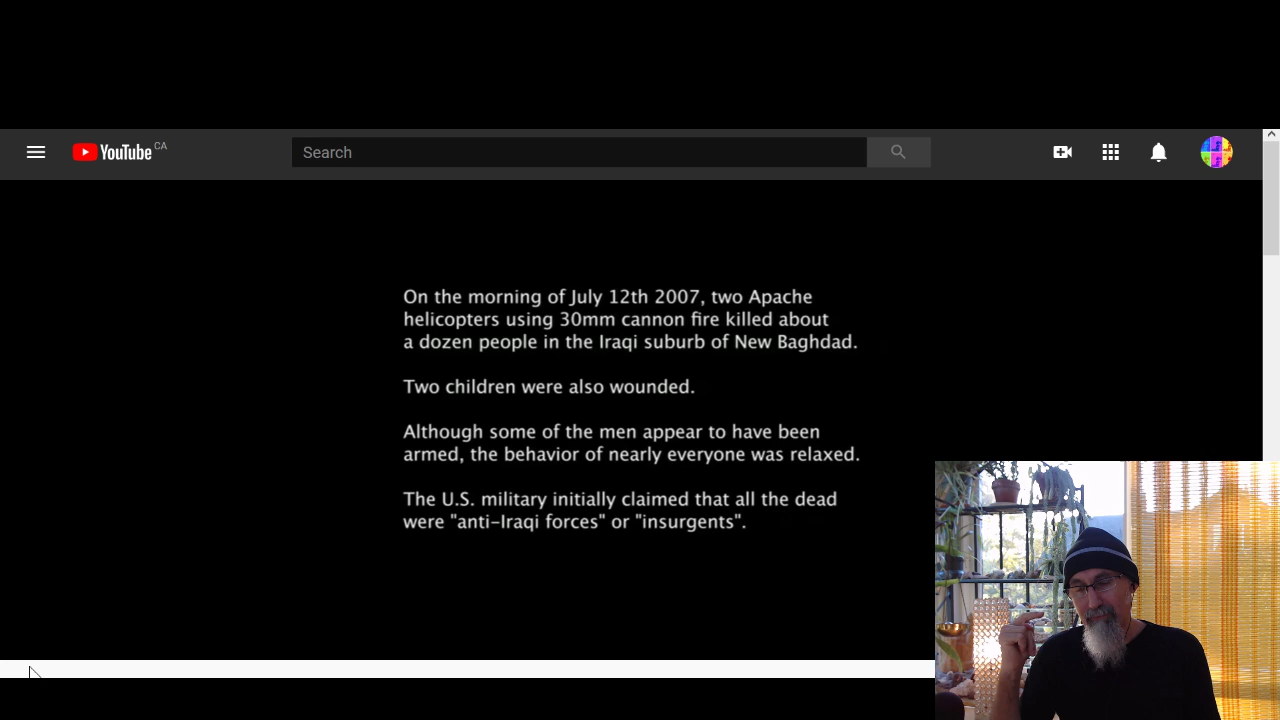 YouTube CA
Search
On the morning of July 12th 2007, two Apache
helicopters using 30mm cannon fire killed about
a dozen people in the Iraqi suburb of New Baghdad.
Two children were also wounded.
Although some of the men appear to have been
armed, the behavior of nearly everyone was relaxed.
The U.S. military initially claimed that all the dead
were "anti-Iraqi forces" or "insurgents".